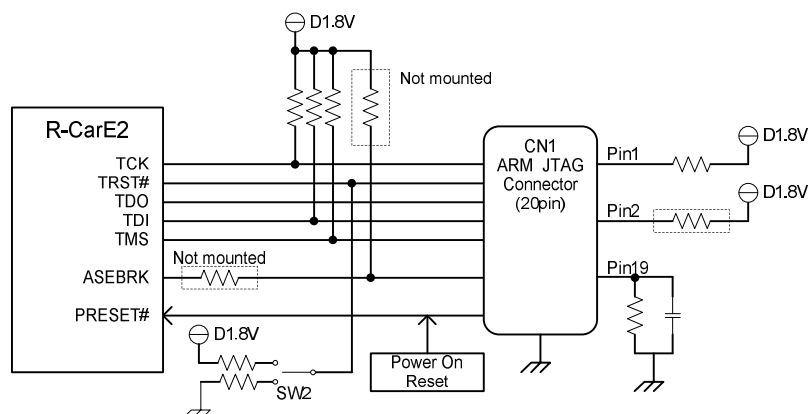 D1.8V
Not mounted
R-CarE2
TCK
TRST#
TDO
TDI
TMS
ASEBRK
PRESET#
Not mounted
CN1
ARM JTAG
Connector
(20pin)
Pin1
D1.8V
Pin2
D1.8V
Pin19
D1.8V
SW2
Power On
Reset